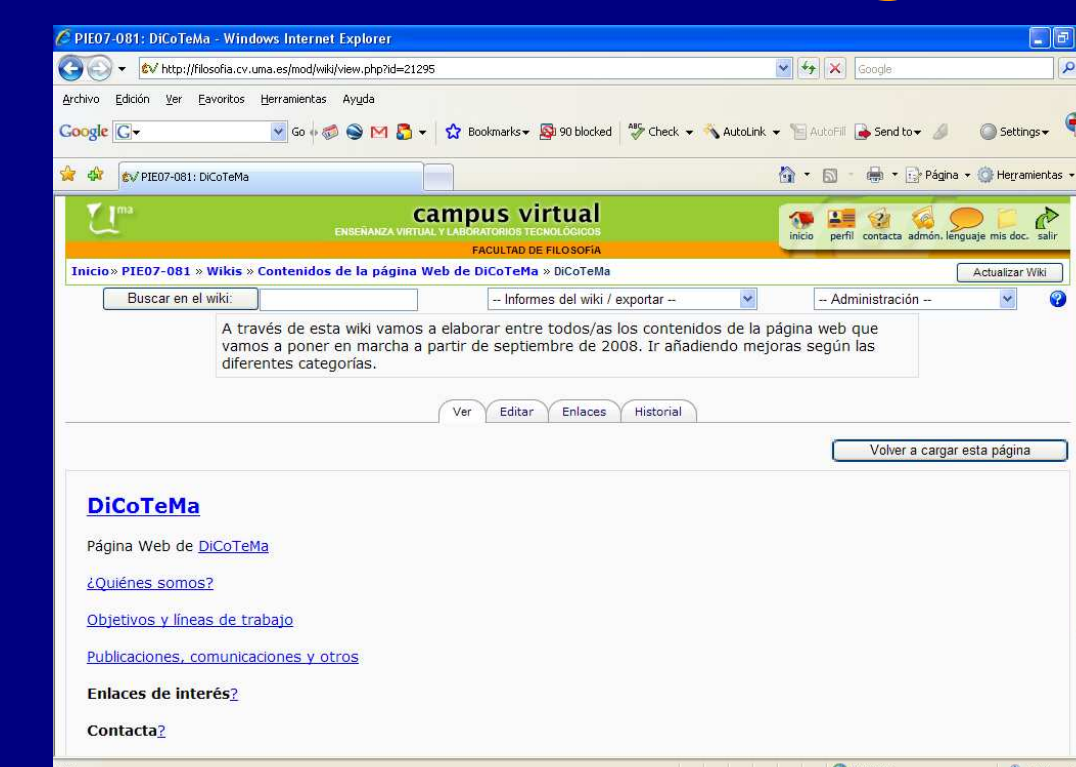 PIE07-081: DiCoTeMa - Windows Internet Explorer
http://filosofia.cv.uma.es/mod/wiki/view.php?id=21295 Google
Archivo Edición Ver Favoritos Herramientas Ayuda
Google G Go Bookmarks 90 blocked Check AutoLink AutoFill Send to Settings
PIE07-081: DiCoTeMa Página Herramientas
uma campus virtual
ENSEÑANZA VIRTUAL Y LABORATORIOS TECNOLÓGICOS
inicio perfil contacta admón. lenguaje mis doc. salir
FACULTAD DE FILOSOFÍA
Inicio» PIE07-081 » Wikis » Contenidos de la página Web de DiCoTeMa » DiCoTeMa Actualizar Wiki
Buscar en el wiki: -- Informes del wiki / exportar -- -- Administración -- ?
A través de esta wiki vamos a elaborar entre todos/as los contenidos de la página web que
vamos a poner en marcha a partir de septiembre de 2008. Ir añadiendo mejoras según las
diferentes categorías.
Ver Editar Enlaces Historial
Volver a cargar esta página
DiCoTeMa
Página Web de DiCoTeMa
¿Quiénes somos?
Objetivos y líneas de trabajo
Publicaciones, comunicaciones y otros
Enlaces de interés?
Contacta?